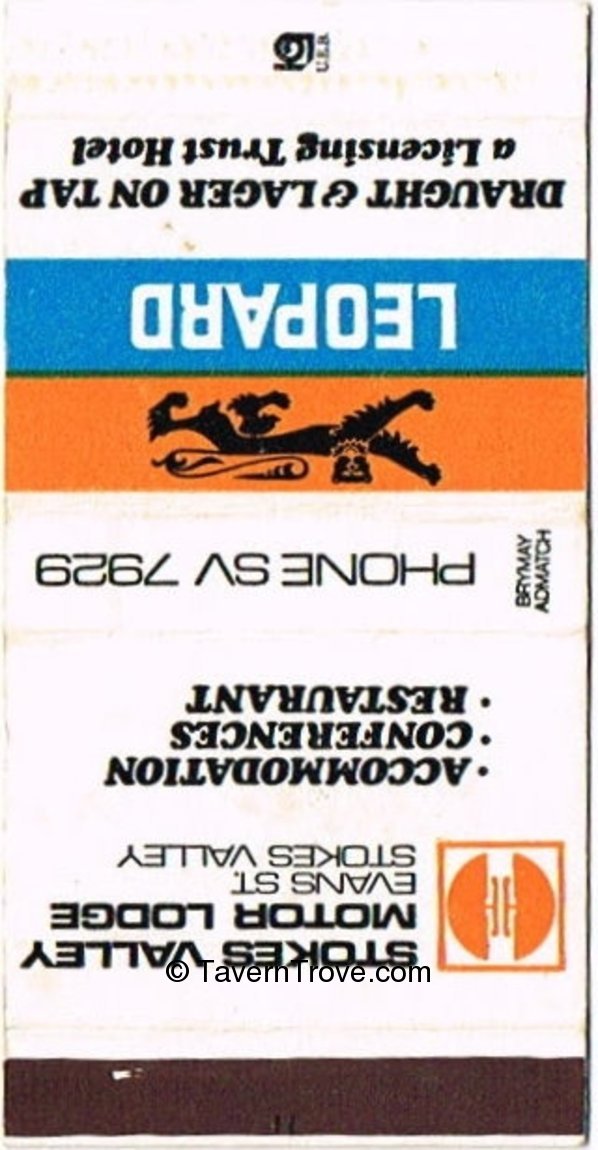 STOKES VALLEY
MOTOR LODGE
EVANS ST.
STOKES VALLEY
· ACCOMMODATION
· CONFERENCES
· RESTAURANT
BRYMAY
ADMATCH
PHONE SV 7929
LEOPARD
DRAUGHT & LAGER ON TAP
a Licensing Trust Hotel
U.E.B.
© TavernTrove.com